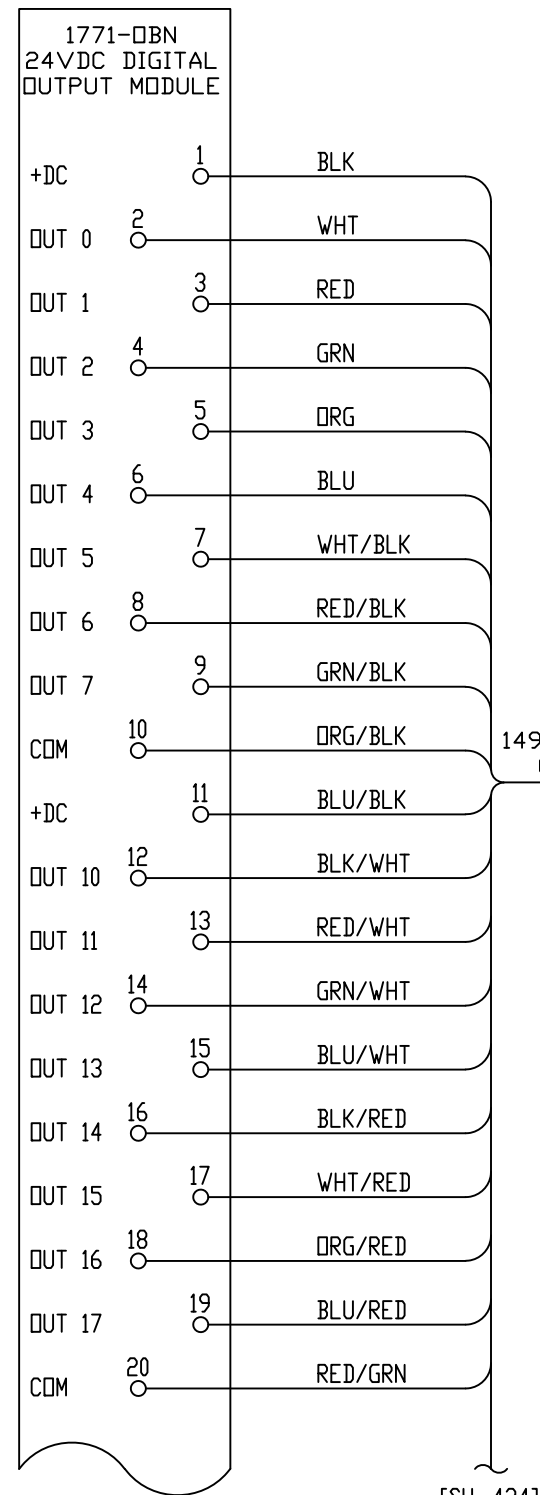 1771-OBN
24VDC DIGITAL
OUTPUT MODULE
+DC 1 BLK
OUT 0 2 WHT
OUT 1 3 RED
OUT 2 4 GRN
OUT 3 5 ORG
OUT 4 6 BLU
OUT 5 7 WHT/BLK
OUT 6 8 RED/BLK
OUT 7 9 GRN/BLK
COM 10 ORG/BLK
149
+DC 11 BLU/BLK
OUT 10 12 BLK/WHT
OUT 11 13 RED/WHT
OUT 12 14 GRN/WHT
OUT 13 15 BLU/WHT
OUT 14 16 BLK/RED
OUT 15 17 WHT/RED
OUT 16 18 ORG/RED
OUT 17 19 BLU/RED
COM 20 RED/GRN